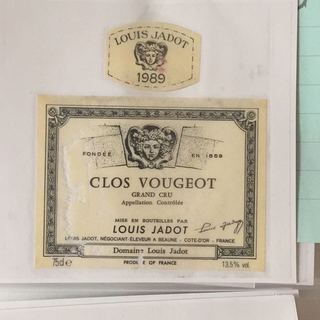 LOUIS JADOT
1989
FONDÉE EN 1859
CLOS VOUGEOT
GRAND CRU
Appellation Contrôlée
MISE EN BOUTEILLES PAR
LOUIS JADOT
LOUIS JADOT, NÉGOCIANT-ÉLEVEUR A BEAUNE - COTE-D'OR - FRANCE
Domaine Louis Jadot
75cl e 13,5% vol.
PRODUCT OF FRANCE